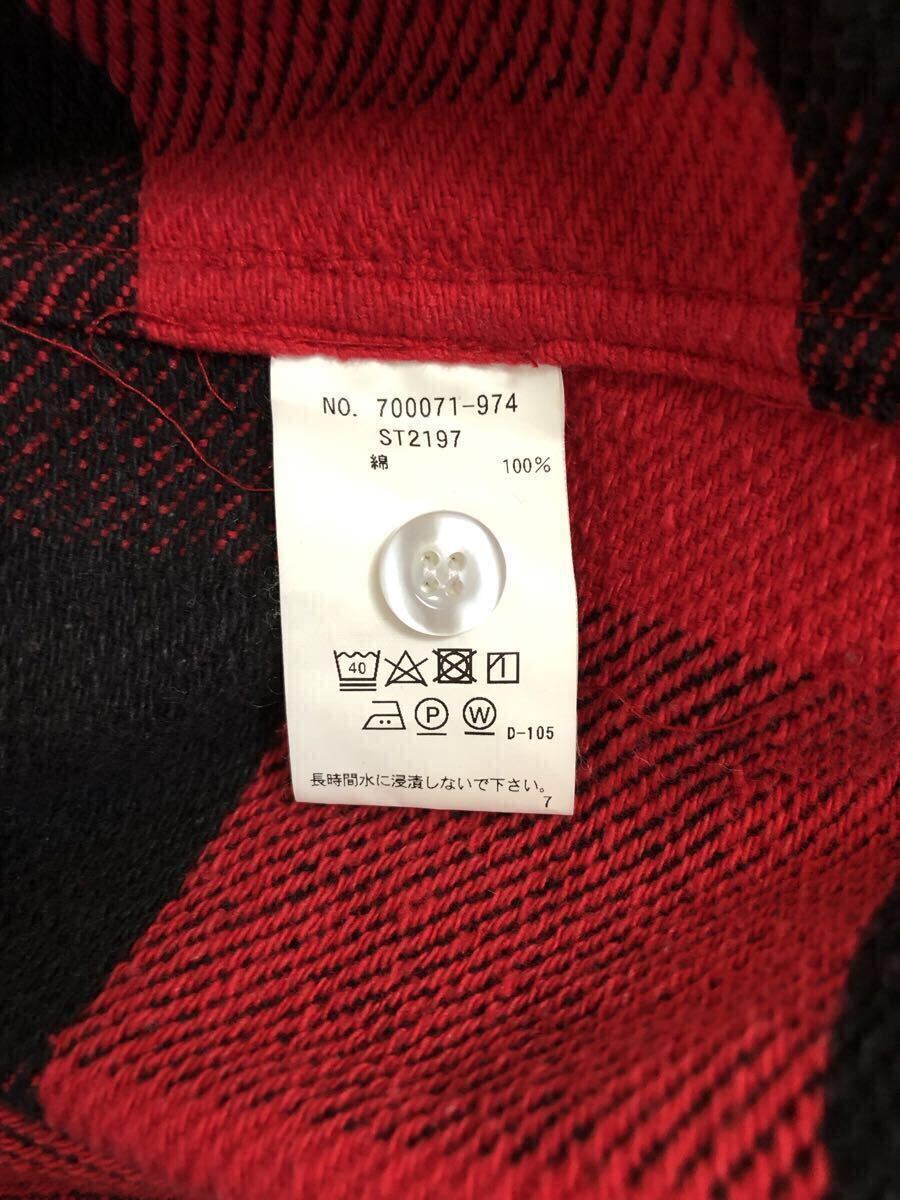 NO. 700071-974
ST2197
綿 100%
40
P W D-105
長時間水に浸漬しないで下さい。
7